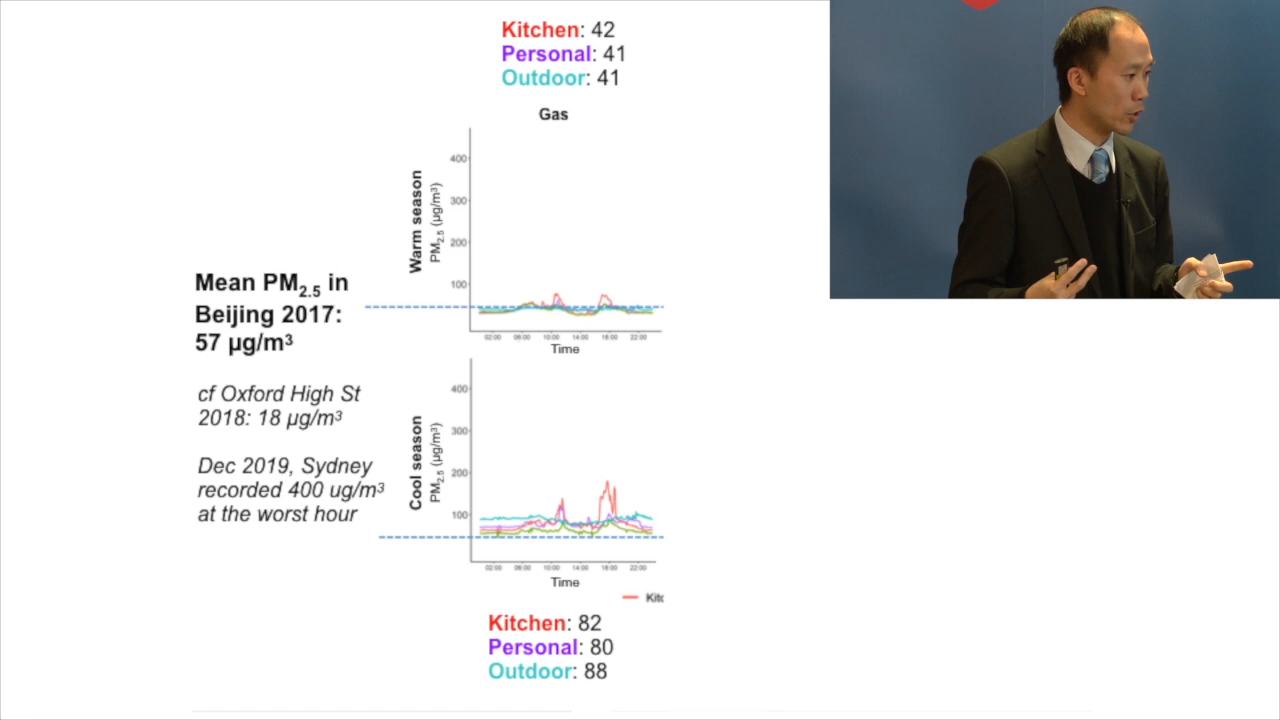 Kitchen: 42
Personal: 41
Outdoor: 41
Gas
Warm season
PM2.5 (µg/m³)
400
300
200
100
02:00 06:00 10:00 14:00 18:00 22:00
Time
Mean PM2.5 in
Beijing 2017:
57 µg/m³
cf Oxford High St
2018: 18 µg/m³
Dec 2019, Sydney
recorded 400 ug/m³
at the worst hour
Cool season
PM2.5 (µg/m³)
400
300
200
100
02:00 06:00 10:00 14:00 18:00 22:00
Time
Kitc
Kitchen: 82
Personal: 80
Outdoor: 88